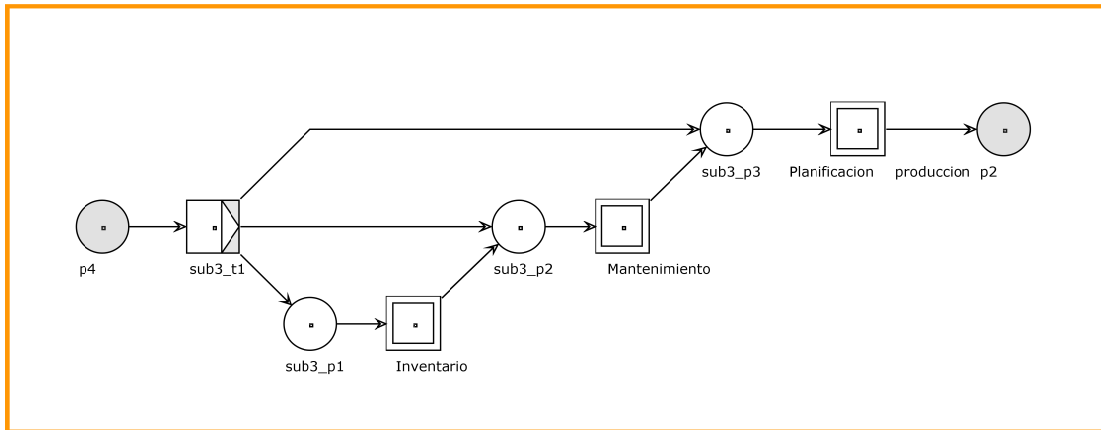 sub3_p3
Planificacion produccion p2
p4
sub3_t1
sub3_p2
Mantenimiento
sub3_p1
Inventario